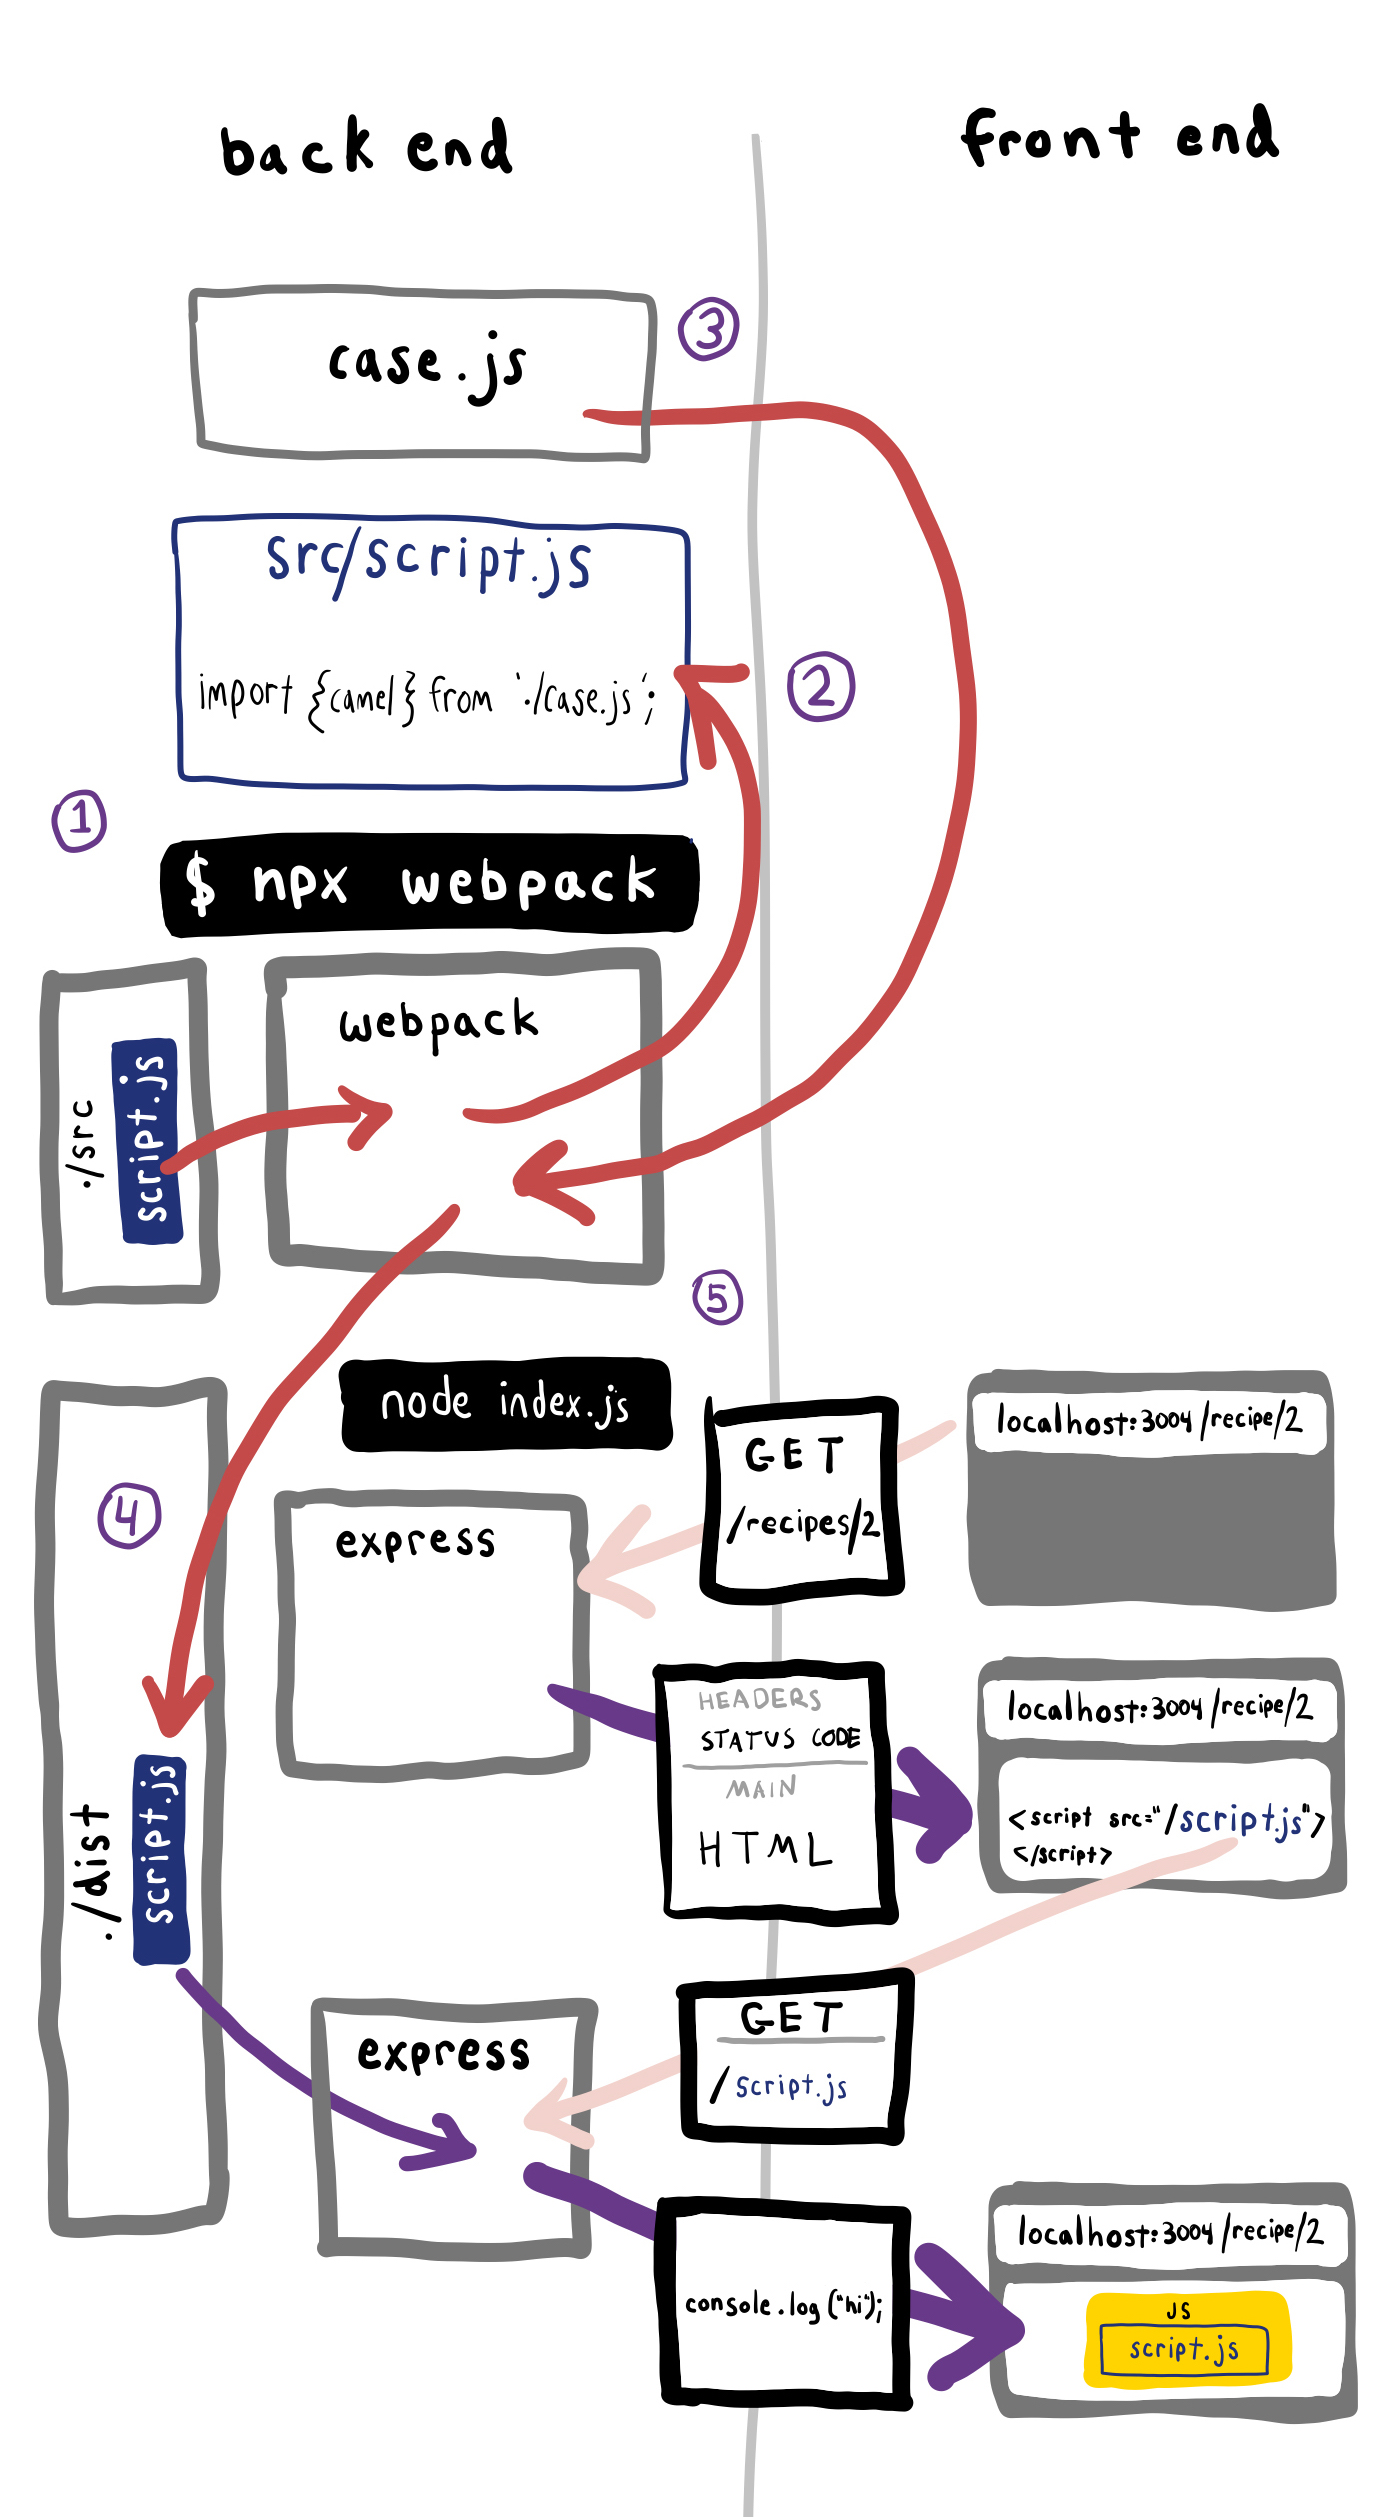 back end
front end
case.js
3
src/script.js
import {camel} from './case.js';
2
1
$ npx webpack
webpack
./src
script.js
5
node index.js
GET
/recipes/2
localhost:3004/recipe/2
4
express
HEADERS
STATUS CODE
MAIN
HTML
localhost:3004/recipe/2
<script src="/script.js">
</script>
./dist
script.js
express
GET
/script.js
console.log("hi");
localhost:3004/recipe/2
JS
script.js